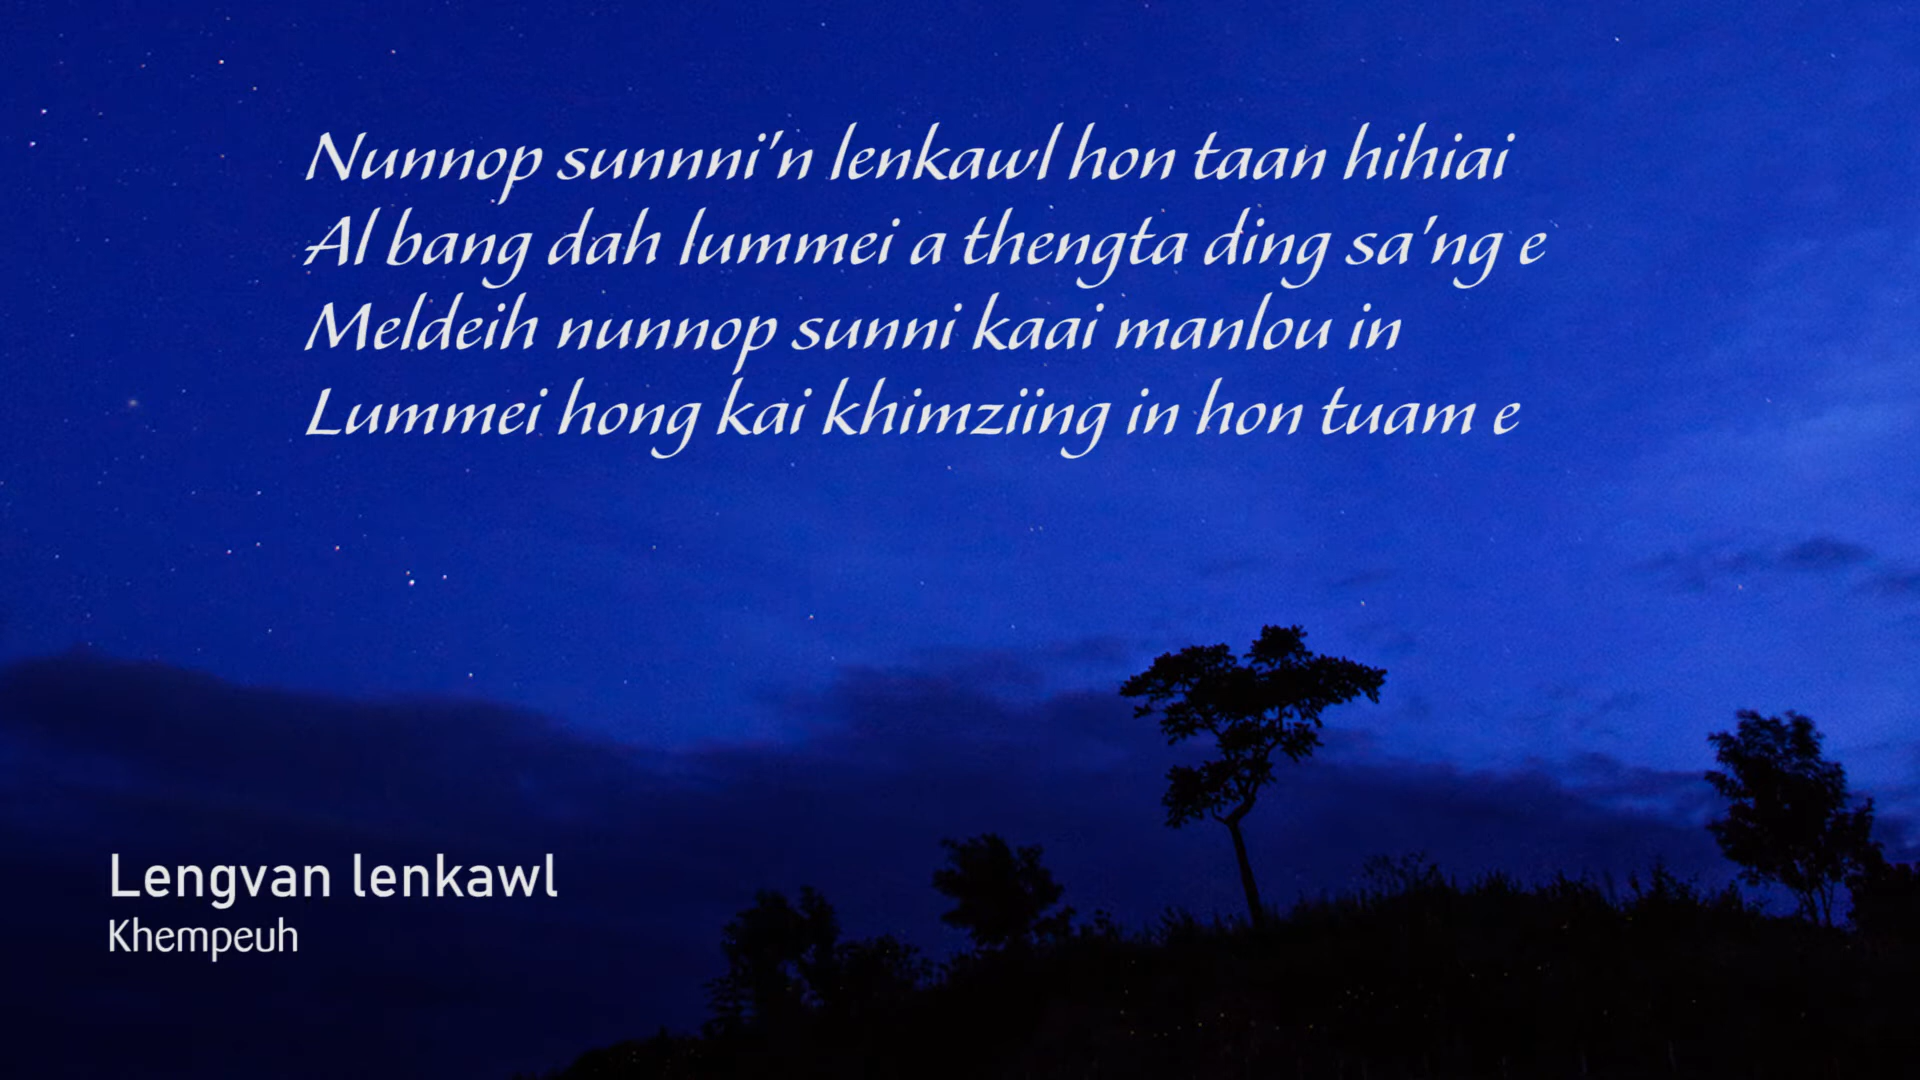 Nunnop sunnni'n lenkawl hon taan hihiai
Al bang dah lummei a thengta ding sa'ng e
Meldeih nunnop sunni kaai manlou in
Lummei hong kai khimziing in hon tuam e
Lengvan lenkawl
Khempeuh